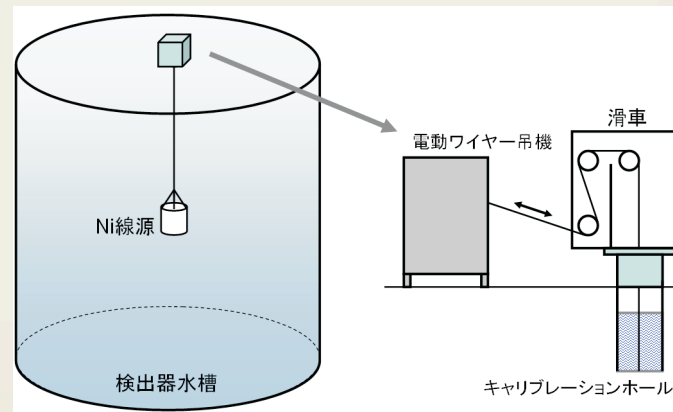 滑車
電動ワイヤー吊機
Ni線源
検出器水槽
キャリブレーションホール